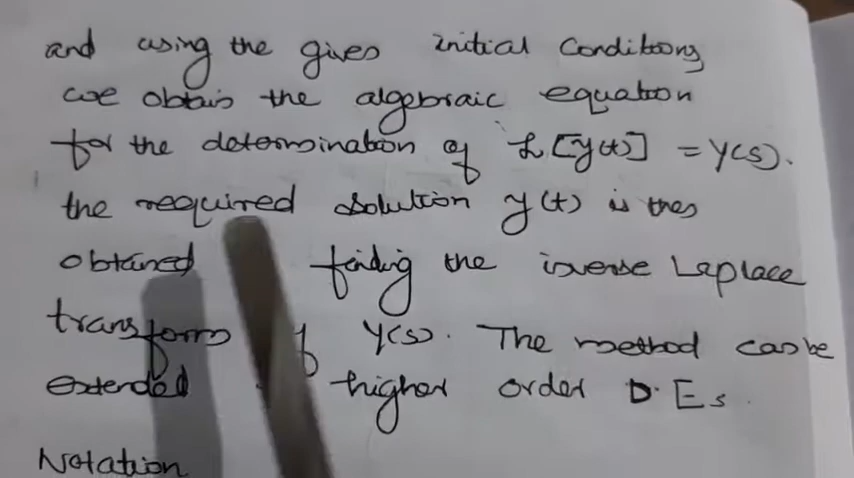 and using the given initial conditions
we obtain the algebraic equation
for the determination of L[y(t)] = Y(s).
the required solution y(t) is then
obtained finding the inverse Laplace
transform of Y(s). The method can be
extended higher order D.Es.
Notation